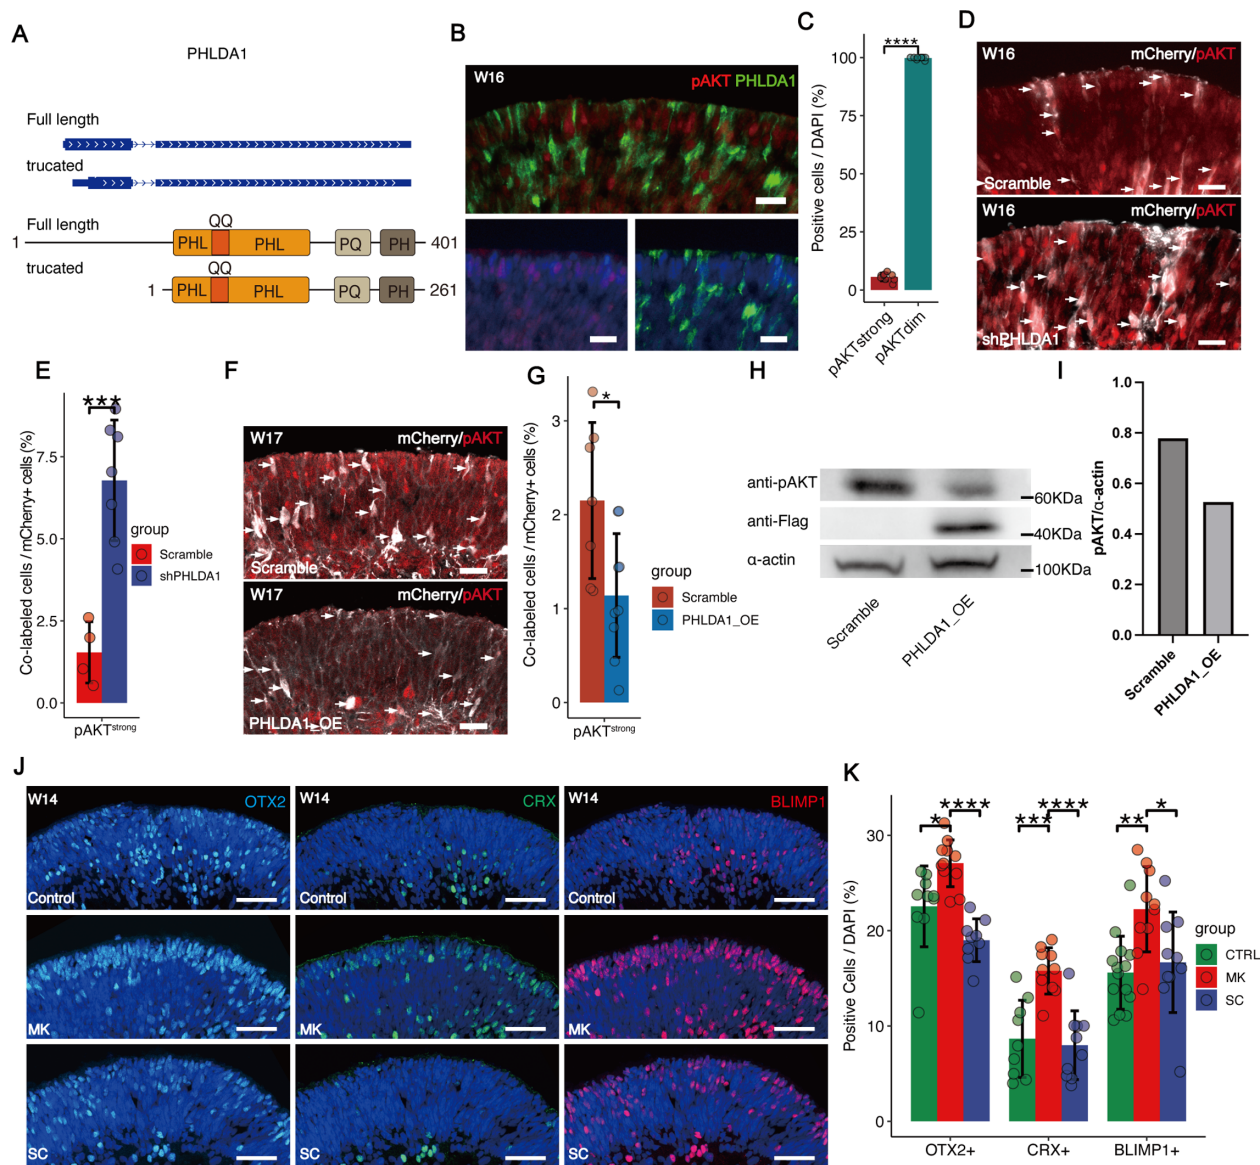 A
PHLDA1
Full length
trucated
Full length
QQ
1
PHL
PHL
PQ
PH
401
trucated
QQ
1
PHL
PHL
PQ
PH
261
B
W16
pAKT PHLDA1
C
****
Positive cells / DAPI (%)
100
75
50
25
0
pAKTstrong
pAKTdim
D
W16
mCherry/pAKT
Scramble
W16
mCherry/pAKT
shPHLDA1
E
***
Co-labeled cells / mCherry+ cells (%)
7.5
5.0
2.5
0.0
pAKTstrong
group
Scramble
shPHLDA1
F
W17
mCherry/pAKT
Scramble
W17
mCherry/pAKT
PHLDA1_OE
G
*
Co-labeled cells / mCherry+ cells (%)
3
2
1
0
pAKTstrong
group
Scramble
PHLDA1_OE
H
anti-pAKT
60KDa
anti-Flag
40KDa
α-actin
100KDa
Scramble
PHLDA1_OE
I
pAKT/α-actin
1.0
0.8
0.6
0.4
0.2
0.0
Scramble
PHLDA1_OE
J
W14
OTX2
W14
CRX
W14
BLIMP1
Control
MK
SC
K
* ****
*** ****
** *
Positive Cells / DAPI (%)
30
20
10
0
OTX2+
CRX+
BLIMP1+
group
CTRL
MK
SC